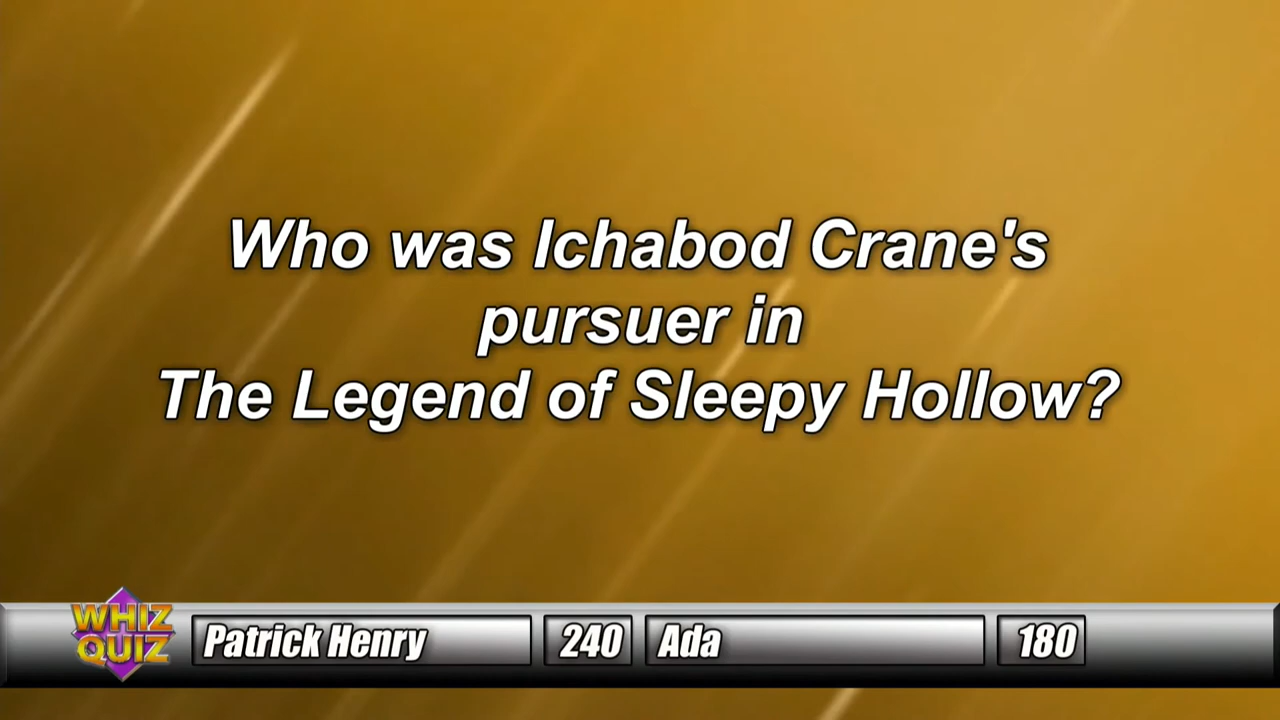 Who was Ichabod Crane's
pursuer in
The Legend of Sleepy Hollow?
WHIZ
QUIZ
Patrick Henry 240 Ada 180